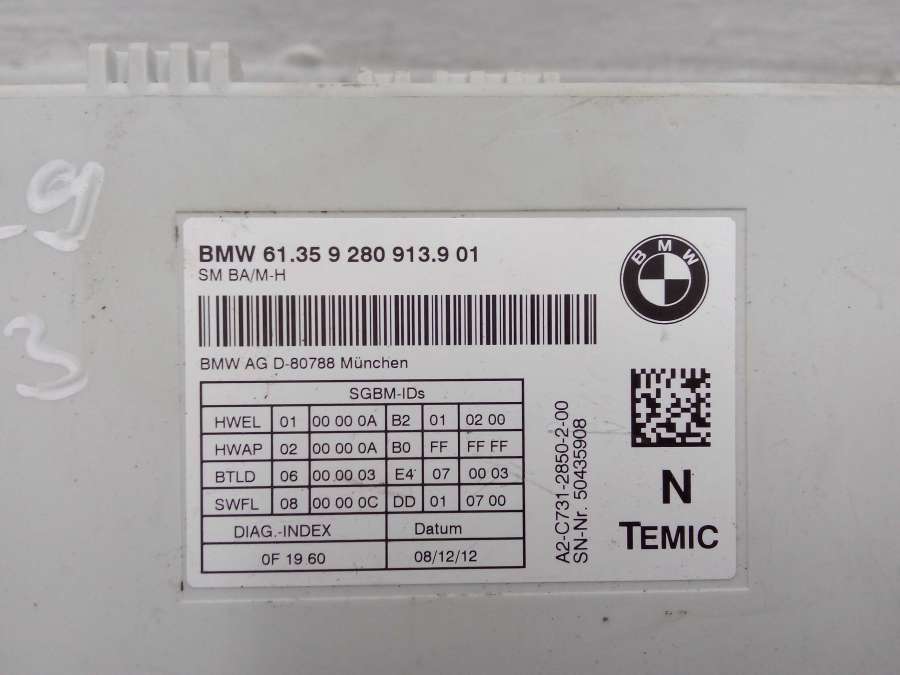 -9
3
BMW 61.35 9 280 913.9 01
SM BA/M-H
BMW
BMW AG D-80788 München
SGBM-IDs
HWEL 01 00 00 0A B2 01 02 00
HWAP 02 00 00 0A B0 FF FF FF
BTLD 06 00 00 03 E4 07 00 03
SWFL 08 00 00 0C DD 01 07 00
DIAG.-INDEX Datum
0F 19 60 08/12/12
A2-C731-2850-2-00
SN-Nr. 50435908
N
TEMIC